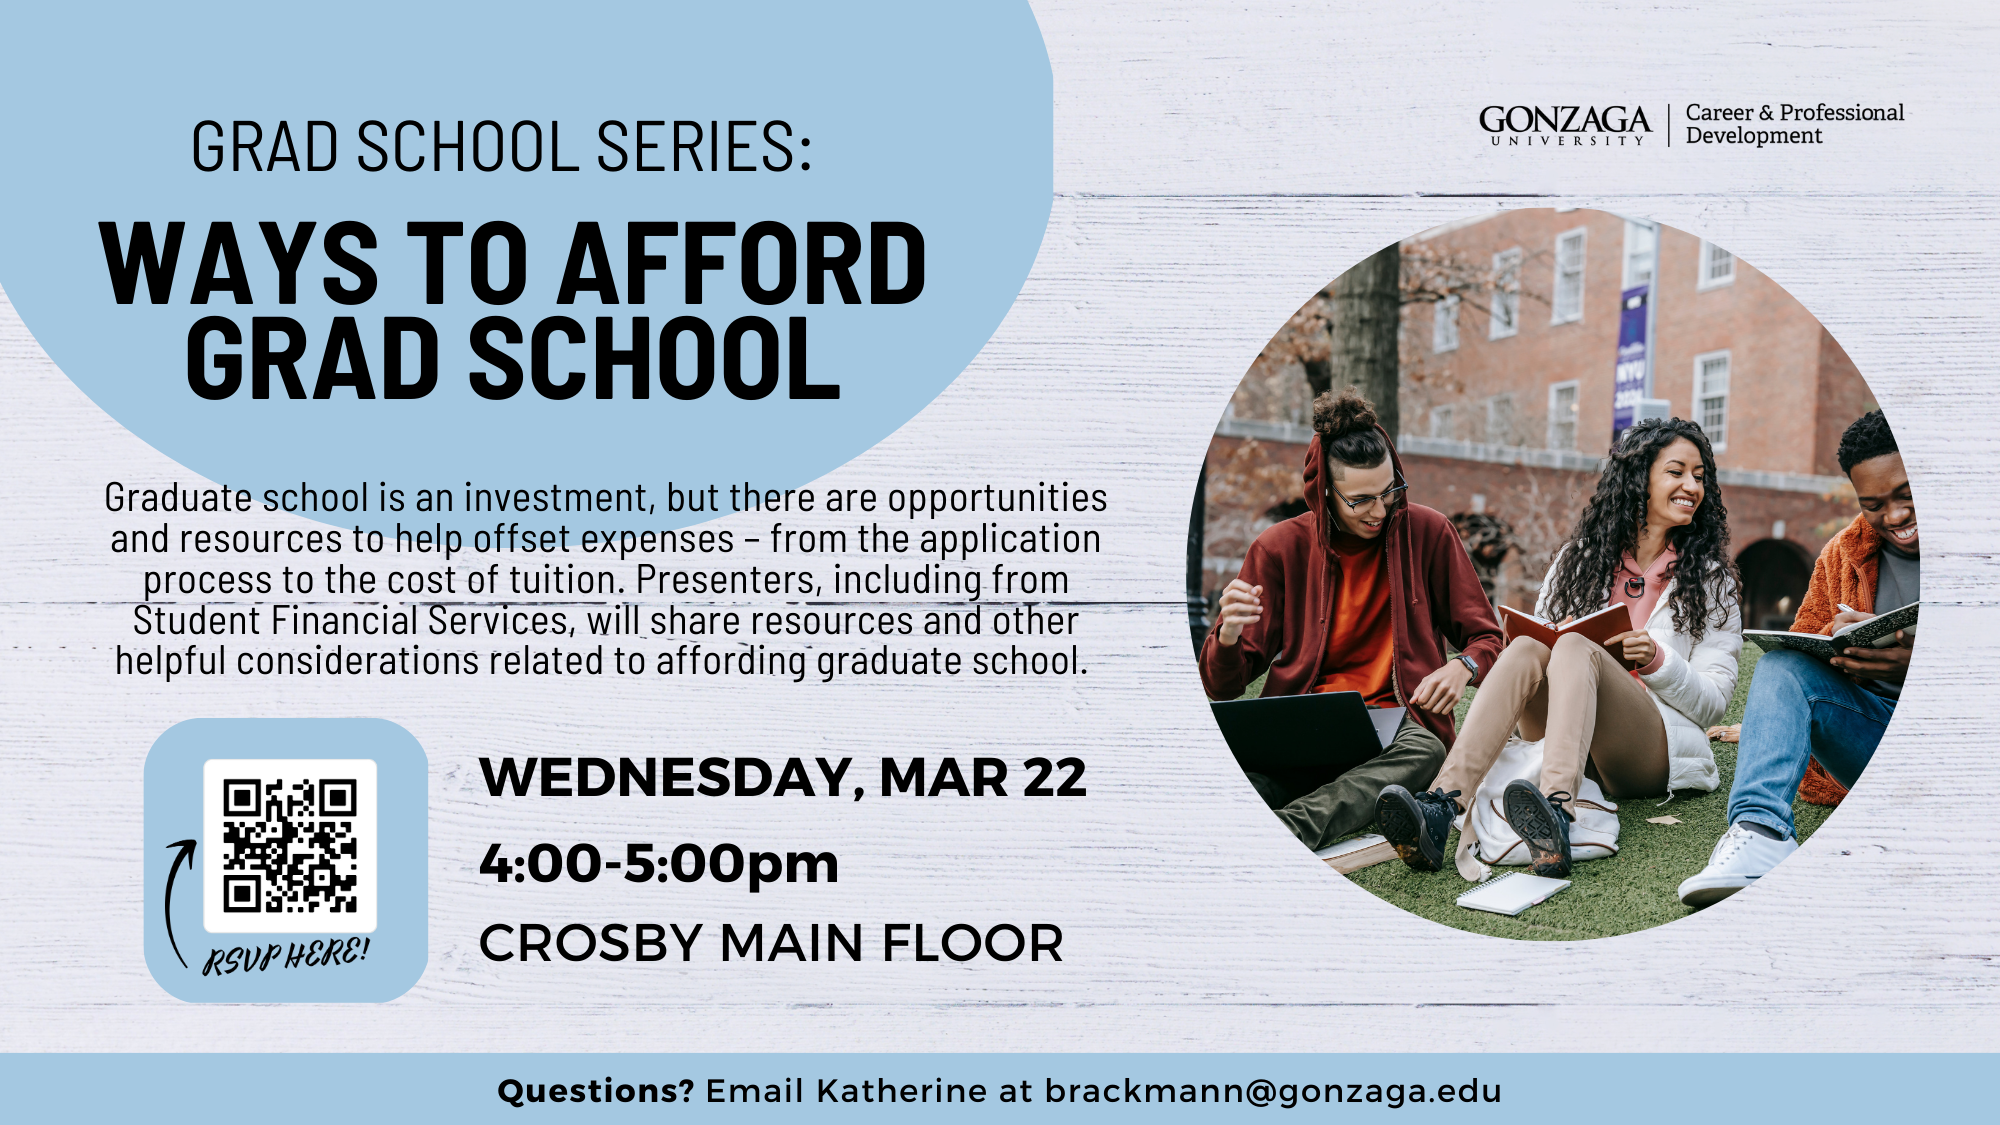 GRAD SCHOOL SERIES:
WAYS TO AFFORD
GRAD SCHOOL
GONZAGA
UNIVERSITY
Career & Professional
Development
NYU
Graduate school is an investment, but there are opportunities
and resources to help offset expenses – from the application
process to the cost of tuition. Presenters, including from
Student Financial Services, will share resources and other
helpful considerations related to affording graduate school.
RSVP HERE!
WEDNESDAY, MAR 22
4:00-5:00pm
CROSBY MAIN FLOOR
Questions? Email Katherine at brackmann@gonzaga.edu